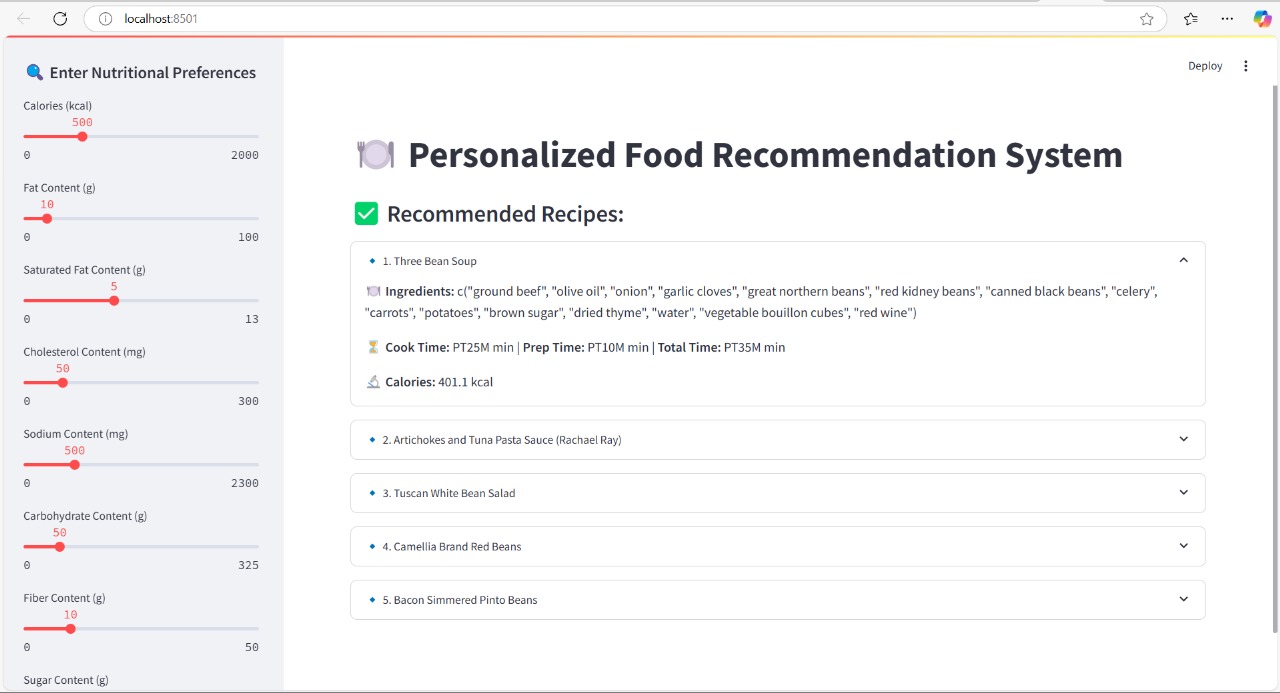 localhost:8501
Enter Nutritional Preferences
Calories (kcal)
500
0 2000
Fat Content (g)
10
0 100
Saturated Fat Content (g)
5
0 13
Cholesterol Content (mg)
50
0 300
Sodium Content (mg)
500
0 2300
Carbohydrate Content (g)
50
0 325
Fiber Content (g)
10
0 50
Sugar Content (g)
Deploy
Personalized Food Recommendation System
Recommended Recipes:
1. Three Bean Soup
Ingredients: c("ground beef", "olive oil", "onion", "garlic cloves", "great northern beans", "red kidney beans", "canned black beans", "celery",
"carrots", "potatoes", "brown sugar", "dried thyme", "water", "vegetable bouillon cubes", "red wine")
Cook Time: PT25M min | Prep Time: PT10M min | Total Time: PT35M min
Calories: 401.1 kcal
2. Artichokes and Tuna Pasta Sauce (Rachael Ray)
3. Tuscan White Bean Salad
4. Camellia Brand Red Beans
5. Bacon Simmered Pinto Beans